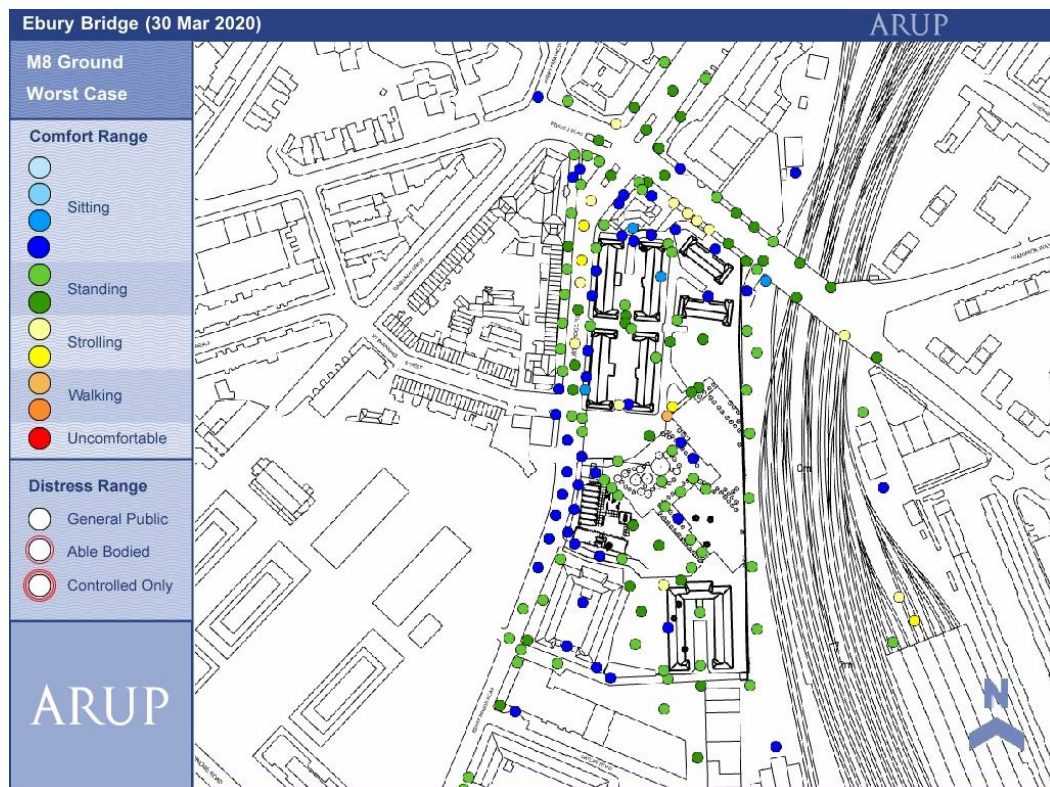 Ebury Bridge (30 Mar 2020)
ARUP
M8 Ground
Worst Case
Comfort Range
Sitting
Standing
Strolling
Walking
Uncomfortable
Distress Range
General Public
Able Bodied
Controlled Only
ARUP
N